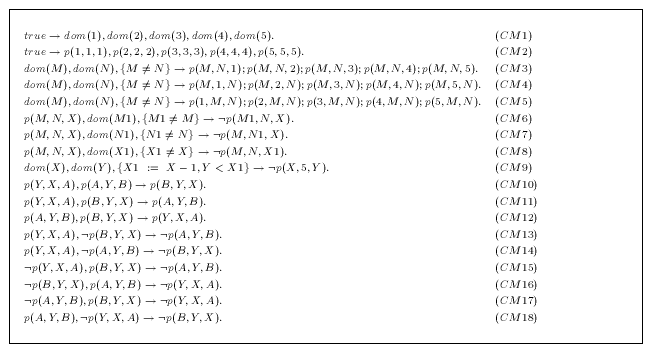 true → dom(1), dom(2), dom(3), dom(4), dom(5). (CM1)
true → p(1, 1, 1), p(2, 2, 2), p(3, 3, 3), p(4, 4, 4), p(5, 5, 5). (CM2)
dom(M), dom(N), {M ≠ N} → p(M, N, 1); p(M, N, 2); p(M, N, 3); p(M, N, 4); p(M, N, 5). (CM3)
dom(M), dom(N), {M ≠ N} → p(M, 1, N); p(M, 2, N); p(M, 3, N); p(M, 4, N); p(M, 5, N). (CM4)
dom(M), dom(N), {M ≠ N} → p(1, M, N); p(2, M, N); p(3, M, N); p(4, M, N); p(5, M, N). (CM5)
p(M, N, X), dom(M1), {M1 ≠ M} → ¬p(M1, N, X). (CM6)
p(M, N, X), dom(N1), {N1 ≠ N} → ¬p(M, N1, X). (CM7)
p(M, N, X), dom(X1), {X1 ≠ X} → ¬p(M, N, X1). (CM8)
dom(X), dom(Y), {X1 := X − 1, Y < X1} → ¬p(X, 5, Y). (CM9)
p(Y, X, A), p(A, Y, B) → p(B, Y, X). (CM10)
p(Y, X, A), p(B, Y, X) → p(A, Y, B). (CM11)
p(A, Y, B), p(B, Y, X) → p(Y, X, A). (CM12)
p(Y, X, A), ¬p(B, Y, X) → ¬p(A, Y, B). (CM13)
p(Y, X, A), ¬p(A, Y, B) → ¬p(B, Y, X). (CM14)
¬p(Y, X, A), p(B, Y, X) → ¬p(A, Y, B). (CM15)
¬p(B, Y, X), p(A, Y, B) → ¬p(Y, X, A). (CM16)
¬p(A, Y, B), p(B, Y, X) → ¬p(Y, X, A). (CM17)
p(A, Y, B), ¬p(Y, X, A) → ¬p(B, Y, X). (CM18)